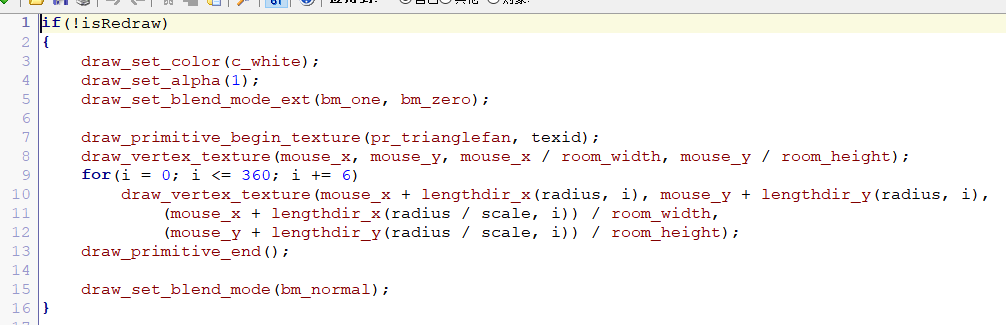 1 if(!isRedraw)
2 {
3 draw_set_color(c_white);
4 draw_set_alpha(1);
5 draw_set_blend_mode_ext(bm_one, bm_zero);
6
7 draw_primitive_begin_texture(pr_trianglefan, texid);
8 draw_vertex_texture(mouse_x, mouse_y, mouse_x / room_width, mouse_y / room_height);
9 for(i = 0; i <= 360; i += 6)
10 draw_vertex_texture(mouse_x + lengthdir_x(radius, i), mouse_y + lengthdir_y(radius, i),
11 (mouse_x + lengthdir_x(radius / scale, i)) / room_width,
12 (mouse_y + lengthdir_y(radius / scale, i)) / room_height);
13 draw_primitive_end();
14
15 draw_set_blend_mode(bm_normal);
16 }